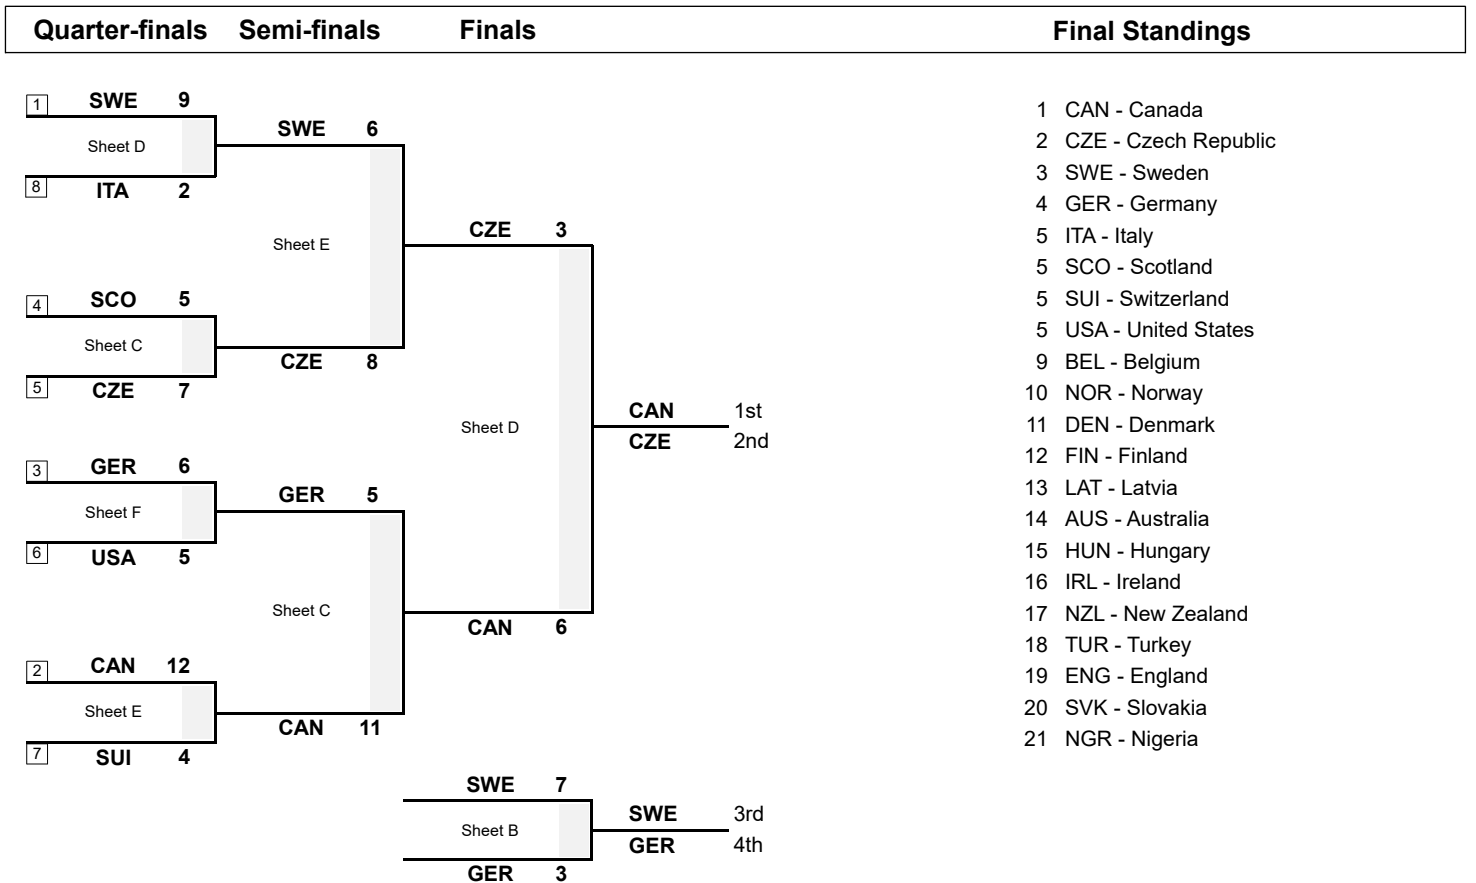 Quarter-finals Semi-finals Finals Final Standings
1 SWE 9
Sheet D
8 ITA 2
SWE 6
Sheet E
4 SCO 5
Sheet C
5 CZE 7
CZE 8
CZE 3
Sheet D
CAN 1st
CZE 2nd
3 GER 6
Sheet F
6 USA 5
GER 5
Sheet C
2 CAN 12
Sheet E
7 SUI 4
CAN 11
CAN 6
SWE 7
Sheet B
GER 3
SWE 3rd
GER 4th
1 CAN - Canada
2 CZE - Czech Republic
3 SWE - Sweden
4 GER - Germany
5 ITA - Italy
5 SCO - Scotland
5 SUI - Switzerland
5 USA - United States
9 BEL - Belgium
10 NOR - Norway
11 DEN - Denmark
12 FIN - Finland
13 LAT - Latvia
14 AUS - Australia
15 HUN - Hungary
16 IRL - Ireland
17 NZL - New Zealand
18 TUR - Turkey
19 ENG - England
20 SVK - Slovakia
21 NGR - Nigeria